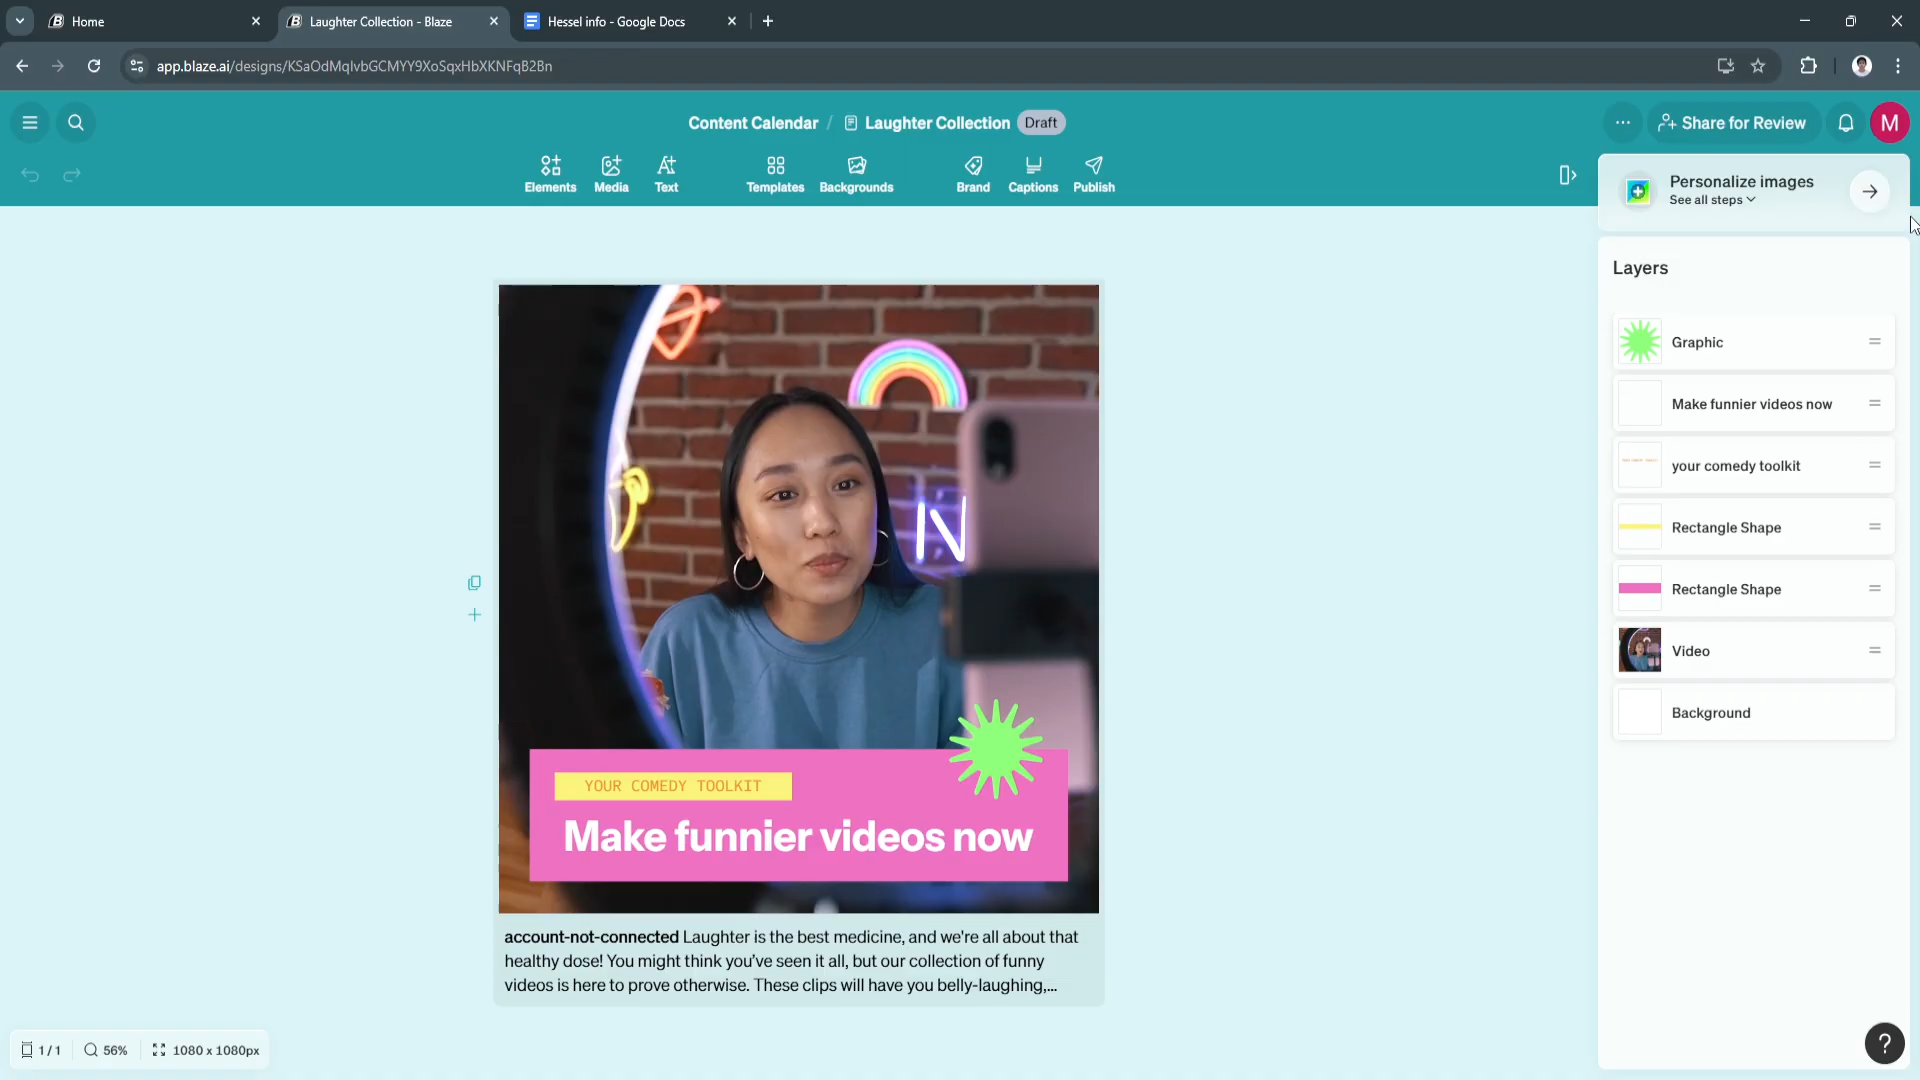 Home
Laughter Collection - Blaze
Hessel info - Google Docs
app.blaze.ai/designs/KSaOdMqlvbGCMYY9XoSqxHbXKNFqB2Bn
Content Calendar / Laughter Collection Draft
Share for Review
M
Elements
Media
Text
Templates
Backgrounds
Brand
Captions
Publish
Personalize images
See all steps
Layers
Graphic
Make funnier videos now
your comedy toolkit
Rectangle Shape
Rectangle Shape
Video
Background
N
YOUR COMEDY TOOLKIT
Make funnier videos now
account-not-connected Laughter is the best medicine, and we're all about that
healthy dose! You might think you've seen it all, but our collection of funny
videos is here to prove otherwise. These clips will have you belly-laughing,...
1 / 1
56%
1080 x 1080px
?